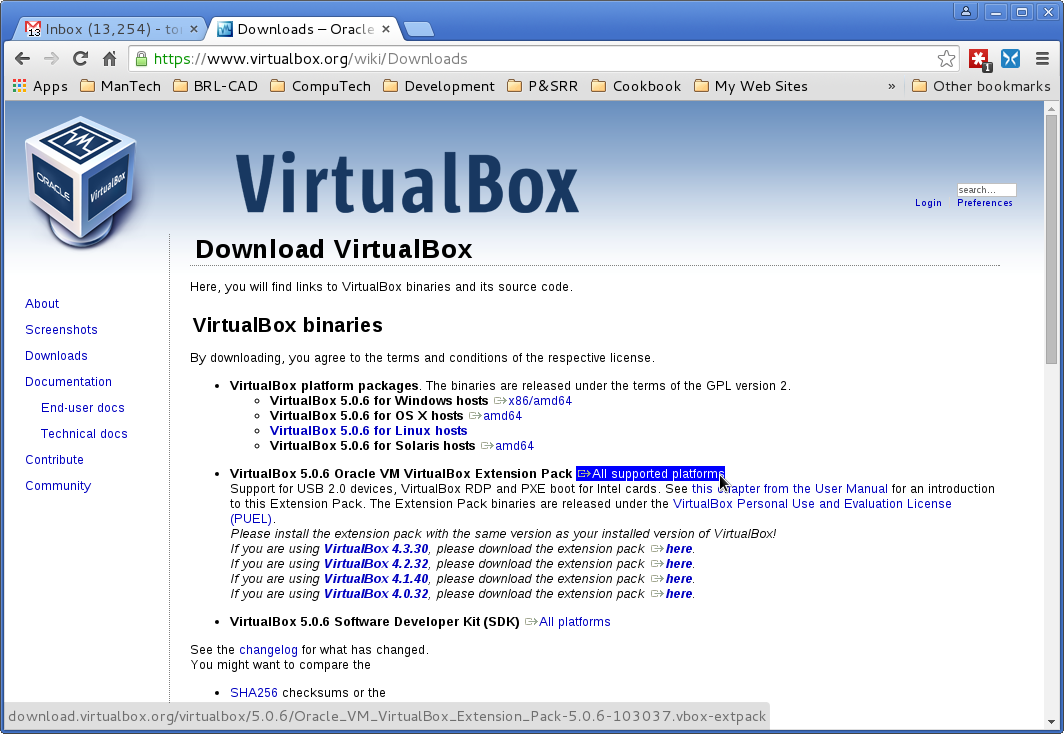 Inbox (13,254) - to
13
Downloads – Oracle
https://www.virtualbox.org/wiki/Downloads
1
Apps ManTech BRL-CAD CompuTech Development P&SRR Cookbook My Web Sites » Other bookmarks
ORACLE
VirtualBox
VirtualBox
search...
Login Preferences
Download VirtualBox
Here, you will find links to VirtualBox binaries and its source code.
About
Screenshots
Downloads
Documentation
End-user docs
Technical docs
Contribute
Community
VirtualBox binaries
By downloading, you agree to the terms and conditions of the respective license.
• VirtualBox platform packages. The binaries are released under the terms of the GPL version 2.
◦ VirtualBox 5.0.6 for Windows hosts x86/amd64
◦ VirtualBox 5.0.6 for OS X hosts amd64
◦ VirtualBox 5.0.6 for Linux hosts
◦ VirtualBox 5.0.6 for Solaris hosts amd64
• VirtualBox 5.0.6 Oracle VM VirtualBox Extension Pack All supported platforms
Support for USB 2.0 devices, VirtualBox RDP and PXE boot for Intel cards. See this chapter from the User Manual for an introduction
to this Extension Pack. The Extension Pack binaries are released under the VirtualBox Personal Use and Evaluation License
(PUEL).
Please install the extension pack with the same version as your installed version of VirtualBox!
If you are using VirtualBox 4.3.30, please download the extension pack here.
If you are using VirtualBox 4.2.32, please download the extension pack here.
If you are using VirtualBox 4.1.40, please download the extension pack here.
If you are using VirtualBox 4.0.32, please download the extension pack here.
• VirtualBox 5.0.6 Software Developer Kit (SDK) All platforms
See the changelog for what has changed.
You might want to compare the
• SHA256 checksums or the
download.virtualbox.org/virtualbox/5.0.6/Oracle_VM_VirtualBox_Extension_Pack-5.0.6-103037.vbox-extpack